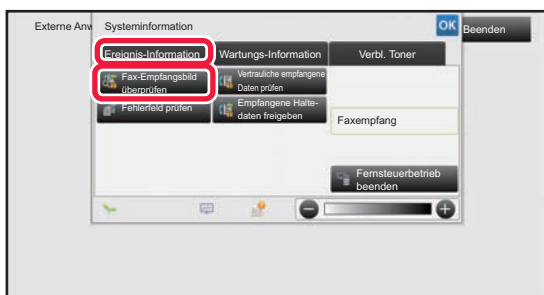 Externe Anw
Systeminformation
OK
Beenden
Ereignis-Information
Wartungs-Information
Verbl. Toner
Fax-Empfangsbild
überprüfen
Vertrauliche empfangene
Daten prüfen
Fehlerfeld prüfen
Empfangene Halte-
daten freigeben
Faxempfang
Fernsteuerbetrieb
beenden